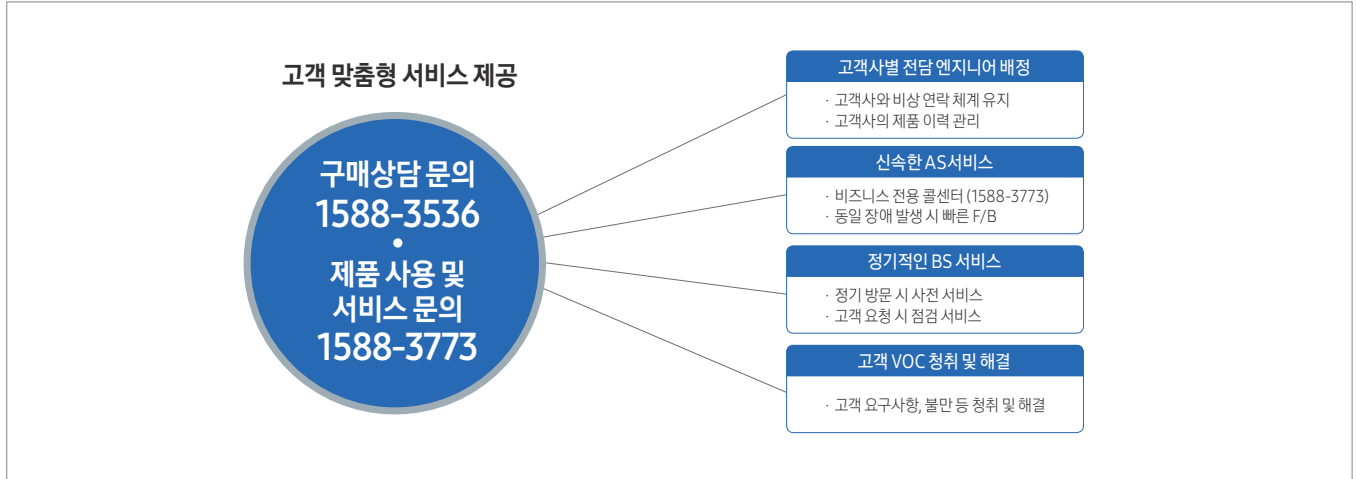 고객 맞춤형 서비스 제공
구매상담 문의
1588-3536
•
제품 사용 및
서비스 문의
1588-3773
고객사별 전담 엔지니어 배정
· 고객사와 비상 연락 체계 유지
· 고객사의 제품 이력 관리
신속한 AS서비스
· 비즈니스 전용 콜센터 (1588-3773)
· 동일 장애 발생 시 빠른 F/B
정기적인 BS 서비스
· 정기 방문 시 사전 서비스
· 고객 요청 시 점검 서비스
고객 VOC 청취 및 해결
· 고객 요구사항, 불만 등 청취 및 해결